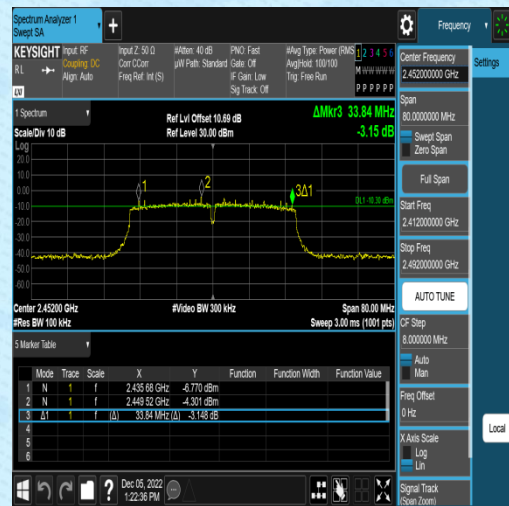 Spectrum Analyzer 1
Swept SA
+
Frequency
KEYSIGHT
RL
LXI
Input: RF
Coupling: DC
Align: Auto
Input Z: 50 Ω
Corr CCorr
Freq Ref: Int (S)
#Atten: 40 dB
µW Path: Standard
PNO: Fast
Gate: Off
IF Gain: Low
Sig Track: Off
#Avg Type: Power (RMS
Avg|Hold: 100/100
Trig: Free Run
1 2 3 4 5 6
M W W W W W
P P P P P P
1 Spectrum
Scale/Div 10 dB
Ref Lvl Offset 10.69 dB
Ref Level 30.00 dBm
ΔMkr3 33.84 MHz
-3.15 dB
Log
20.0
10.0
0.00
-10.0
-20.0
-30.0
-40.0
-50.0
-60.0
1
2
3Δ1
DL1 -10.30 dBm
Center 2.45200 GHz
#Res BW 100 kHz
#Video BW 300 kHz
Span 80.00 MHz
Sweep 3.00 ms (1001 pts)
5 Marker Table
Mode Trace Scale X Y Function Function Width Function Value
1 N 1 f 2.435 68 GHz -6.770 dBm
2 N 1 f 2.449 52 GHz -4.301 dBm
3 Δ1 1 f (Δ) 33.84 MHz (Δ) -3.148 dB
4
5
6
Dec 05, 2022
1:22:36 PM
Center Frequency
2.452000000 GHz
Span
80.0000000 MHz
Swept Span
Zero Span
Full Span
Start Freq
2.412000000 GHz
Stop Freq
2.492000000 GHz
AUTO TUNE
CF Step
8.000000 MHz
Auto
Man
Freq Offset
0 Hz
X Axis Scale
Log
Lin
Signal Track
(Span Zoom)
Settings
Local